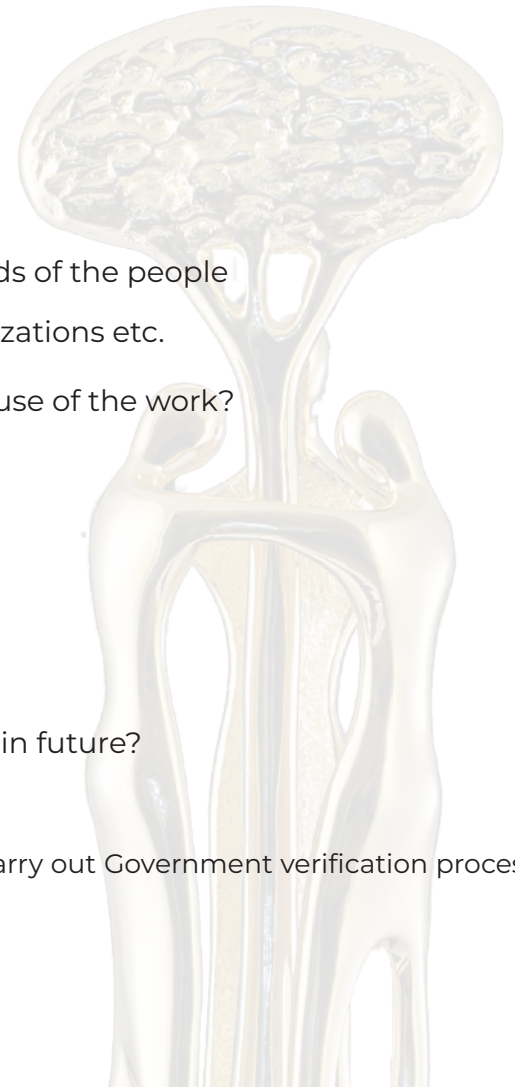 ds of the people
zations etc.
use of the work?
in future?
arry out Government verification proces